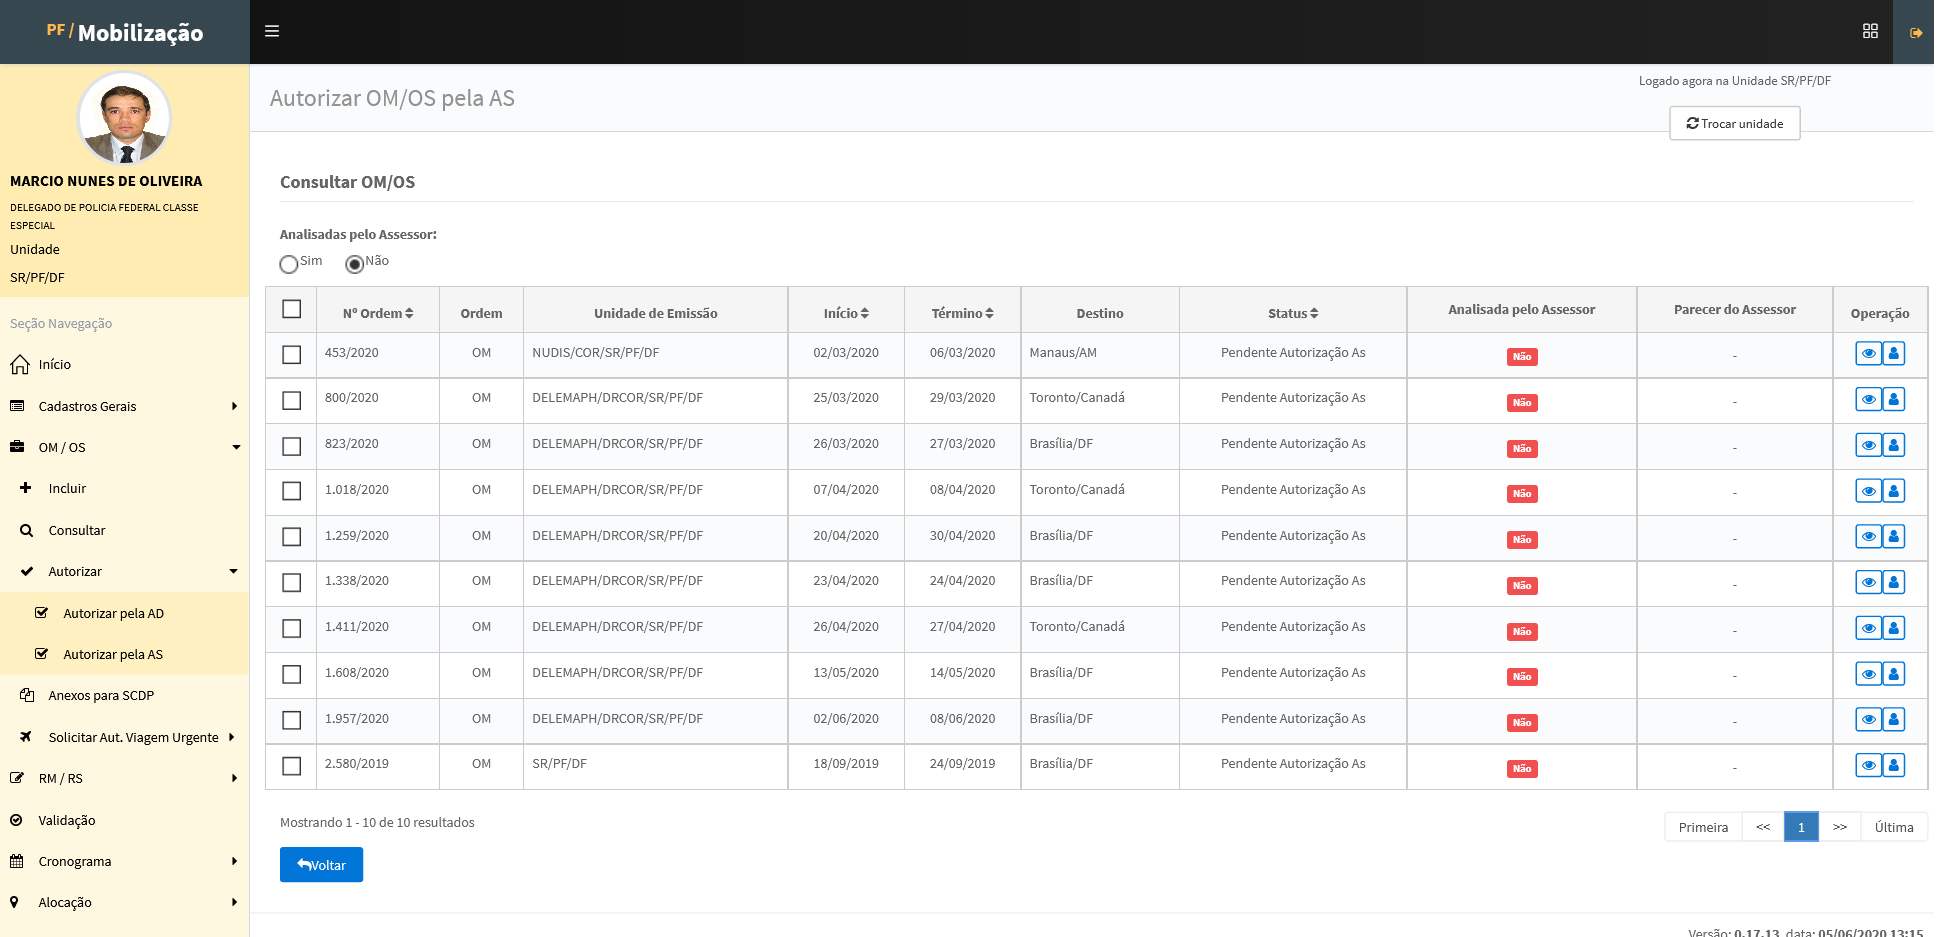 PF / Mobilização
Logado agora na Unidade SR/PF/DF
Autorizar OM/OS pela AS
Trocar unidade
MARCIO NUNES DE OLIVEIRA
DELEGADO DE POLICIA FEDERAL CLASSE
ESPECIAL
Unidade
SR/PF/DF
Seção Navegação
Início
Cadastros Gerais
OM / OS
Incluir
Consultar
Autorizar
Autorizar pela AD
Autorizar pela AS
Anexos para SCDP
Solicitar Aut. Viagem Urgente
RM / RS
Validação
Cronograma
Alocação
Consultar OM/OS
Analisadas pelo Assessor:
Sim Não
Nº Ordem Ordem Unidade de Emissão Início Término Destino Status Analisada pelo Assessor Parecer do Assessor Operação
453/2020 OM NUDIS/COR/SR/PF/DF 02/03/2020 06/03/2020 Manaus/AM Pendente Autorização As Não -
800/2020 OM DELEMAPH/DRCOR/SR/PF/DF 25/03/2020 29/03/2020 Toronto/Canadá Pendente Autorização As Não -
823/2020 OM DELEMAPH/DRCOR/SR/PF/DF 26/03/2020 27/03/2020 Brasília/DF Pendente Autorização As Não -
1.018/2020 OM DELEMAPH/DRCOR/SR/PF/DF 07/04/2020 08/04/2020 Toronto/Canadá Pendente Autorização As Não -
1.259/2020 OM DELEMAPH/DRCOR/SR/PF/DF 20/04/2020 30/04/2020 Brasília/DF Pendente Autorização As Não -
1.338/2020 OM DELEMAPH/DRCOR/SR/PF/DF 23/04/2020 24/04/2020 Brasília/DF Pendente Autorização As Não -
1.411/2020 OM DELEMAPH/DRCOR/SR/PF/DF 26/04/2020 27/04/2020 Toronto/Canadá Pendente Autorização As Não -
1.608/2020 OM DELEMAPH/DRCOR/SR/PF/DF 13/05/2020 14/05/2020 Brasília/DF Pendente Autorização As Não -
1.957/2020 OM DELEMAPH/DRCOR/SR/PF/DF 02/06/2020 08/06/2020 Brasília/DF Pendente Autorização As Não -
2.580/2019 OM SR/PF/DF 18/09/2019 24/09/2019 Brasília/DF Pendente Autorização As Não -
Mostrando 1 - 10 de 10 resultados
Primeira << 1 >> Última
Voltar
Versão: 0.17.13, data: 05/06/2020 13:15